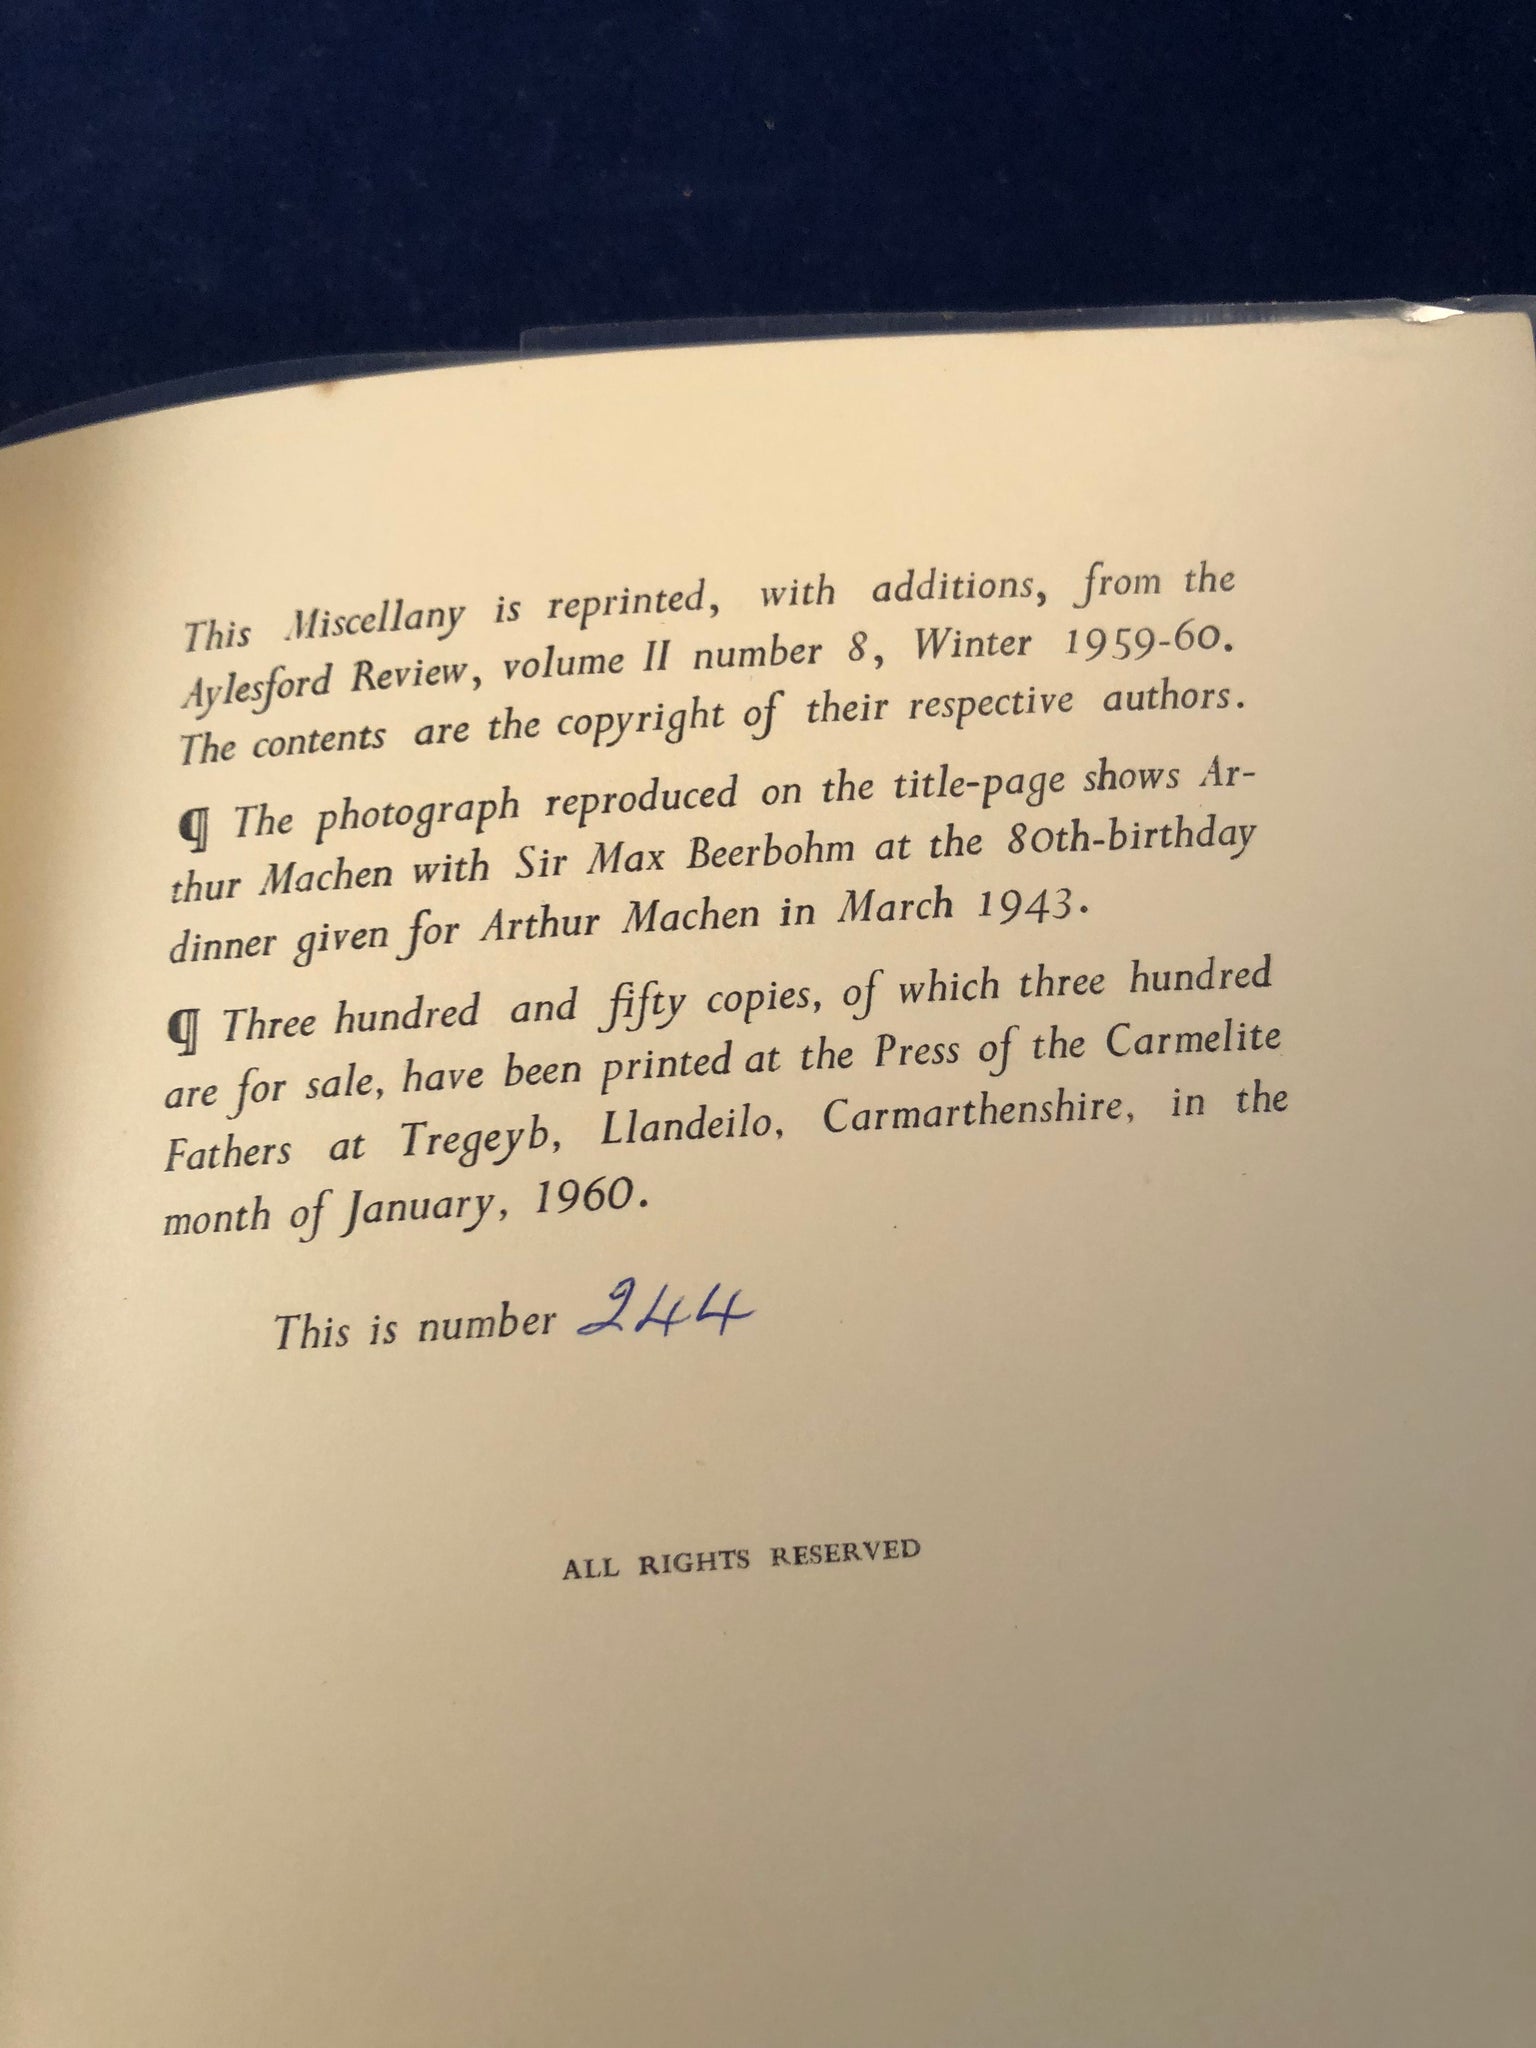 This Miscellany is reprinted, with additions, from the
Aylesford Review, volume II number 8, Winter 1959-60.
The contents are the copyright of their respective authors.
¶ The photograph reproduced on the title-page shows Ar-
thur Machen with Sir Max Beerbohm at the 80th-birthday
dinner given for Arthur Machen in March 1943.
¶ Three hundred and fifty copies, of which three hundred
are for sale, have been printed at the Press of the Carmelite
Fathers at Tregeyb, Llandeilo, Carmarthenshire, in the
month of January, 1960.
This is number 244
ALL RIGHTS RESERVED